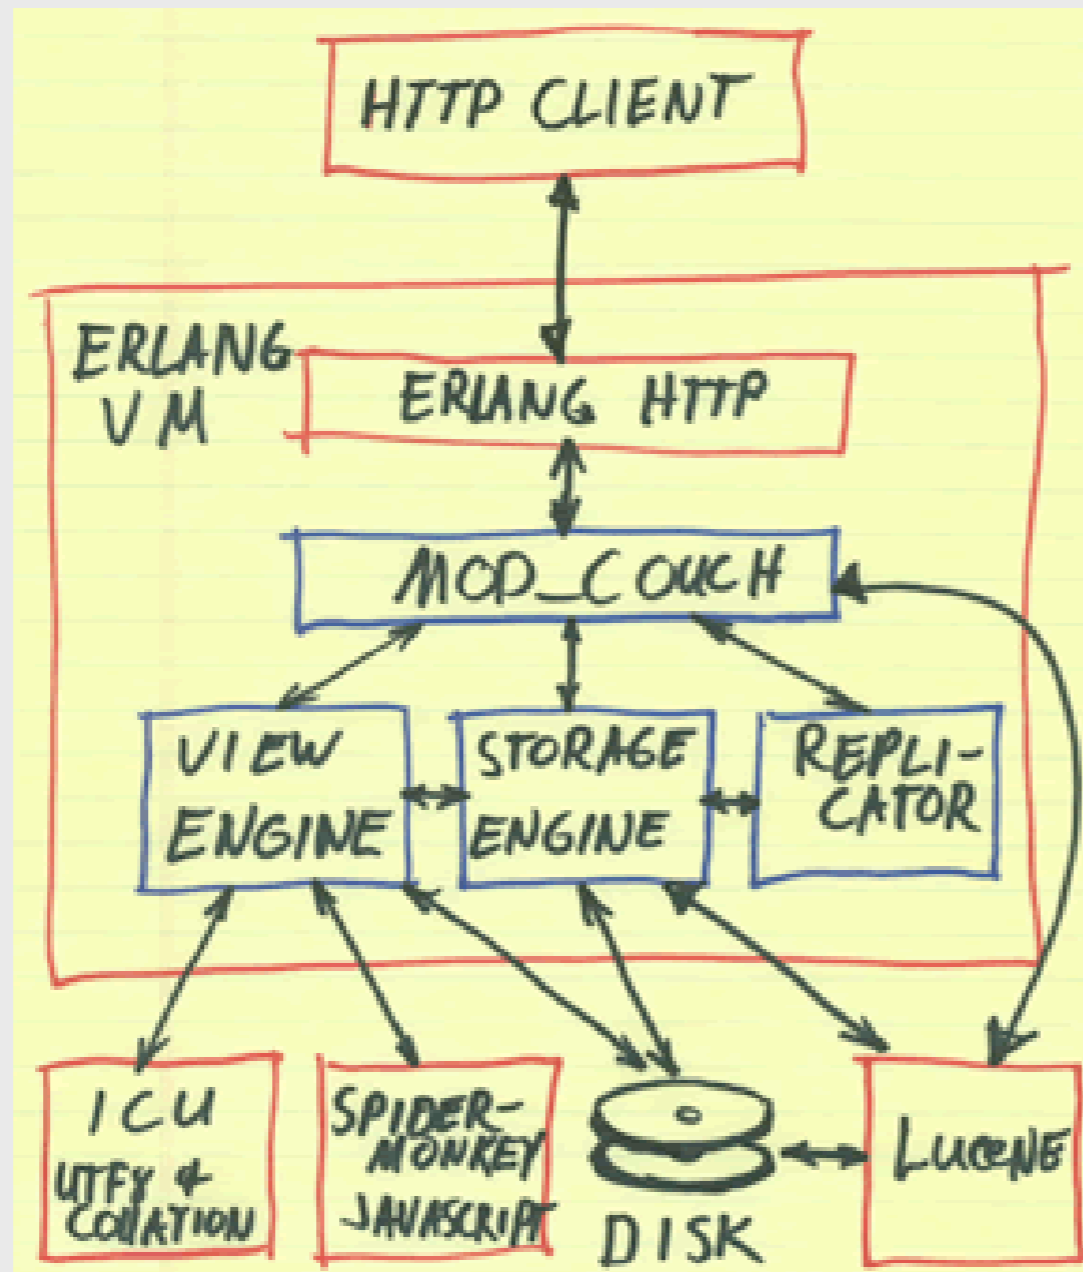 HTTP CLIENT
ERLANG
VM
ERLANG HTTP
MOD_COUCH
VIEW
ENGINE
STORAGE
ENGINE
REPLI-
CATOR
ICU
&
COLLATION
SPIDER-
MONKEY
JAVASCRIPT
DISK
LUCENE